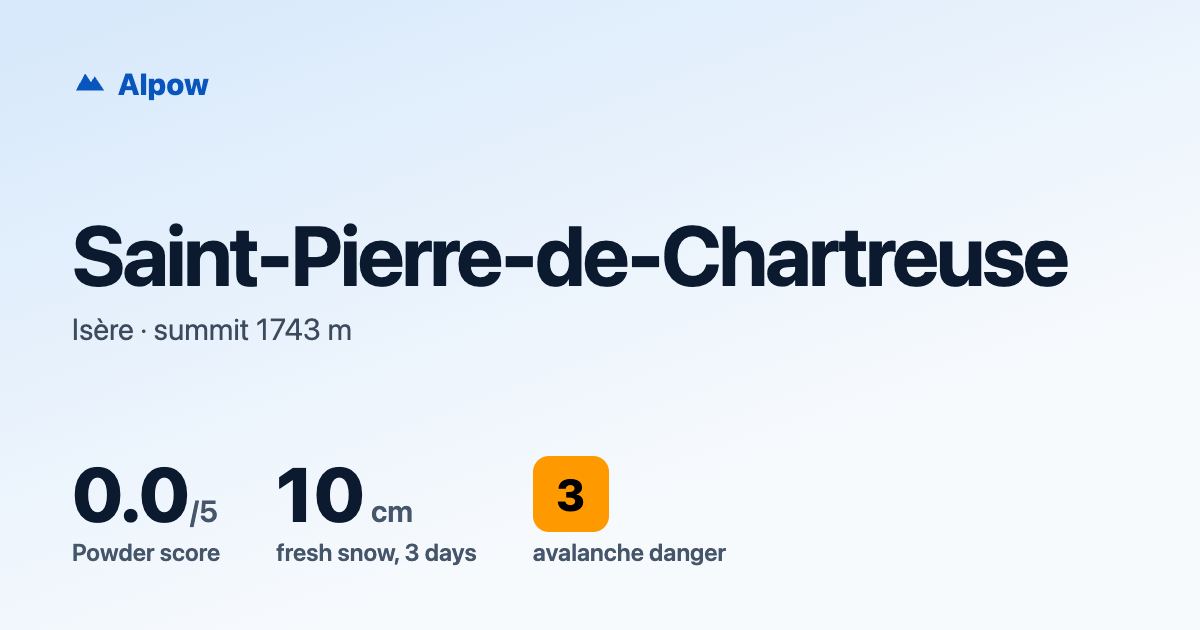 Alpow
Saint-Pierre-de-Chartreuse
Isère · summit 1743 m
0.0/5
Powder score
10 cm
fresh snow, 3 days
3
avalanche danger